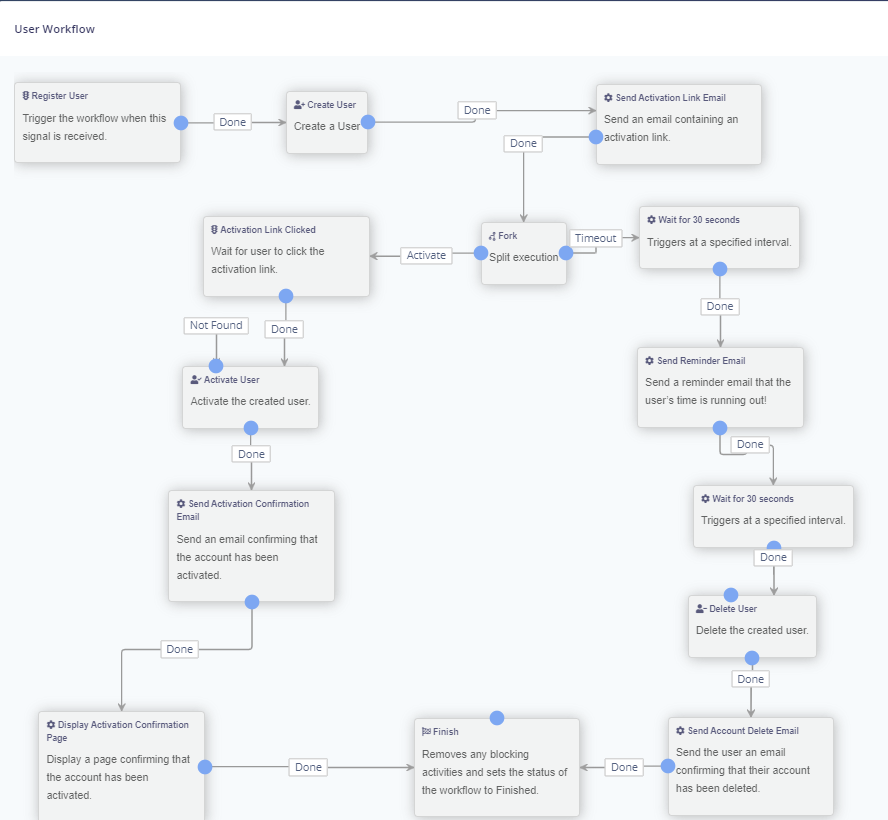 User Workflow
Register User
Trigger the workflow when this
signal is received.
Done
Create User
Create a User
Done
Send Activation Link Email
Send an email containing an
activation link.
Done
Activation Link Clicked
Wait for user to click the
activation link.
Activate
Fork
Split execution
Timeout
Wait for 30 seconds
Triggers at a specified interval.
Done
Not Found
Done
Activate User
Activate the created user.
Done
Send Reminder Email
Send a reminder email that the
user's time is running out!
Done
Send Activation Confirmation
Email
Send an email confirming that
the account has been
activated.
Done
Wait for 30 seconds
Triggers at a specified interval.
Done
Delete User
Delete the created user.
Done
Display Activation Confirmation
Page
Display a page confirming that
the account has been
activated.
Done
Finish
Removes any blocking
activities and sets the status of
the workflow to Finished.
Done
Send Account Delete Email
Send the user an email
confirming that their account
has been deleted.